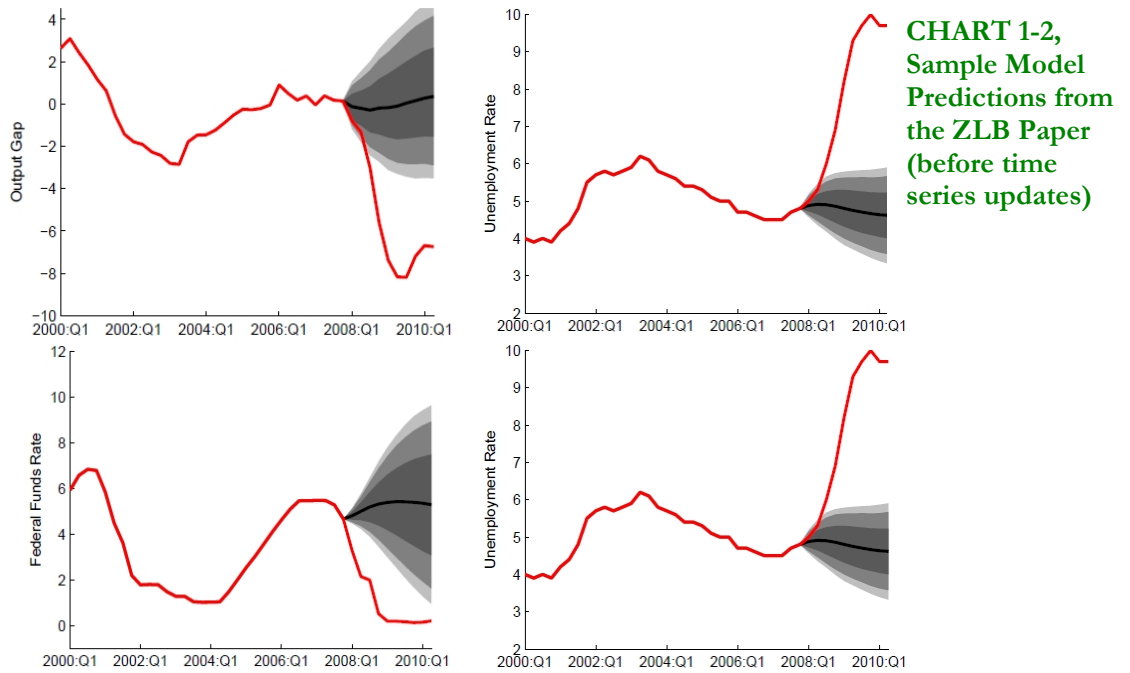 4
2
0
−2
−4
−6
−8
−10
Output Gap
2000:Q1 2002:Q1 2004:Q1 2006:Q1 2008:Q1 2010:Q1
10
9
8
7
6
5
4
3
2
Unemployment Rate
2000:Q1 2002:Q1 2004:Q1 2006:Q1 2008:Q1 2010:Q1
CHART 1-2,
Sample Model
Predictions from
the ZLB Paper
(before time
series updates)
12
10
8
6
4
2
0
Federal Funds Rate
2000:Q1 2002:Q1 2004:Q1 2006:Q1 2008:Q1 2010:Q1
10
9
8
7
6
5
4
3
2
Unemployment Rate
2000:Q1 2002:Q1 2004:Q1 2006:Q1 2008:Q1 2010:Q1